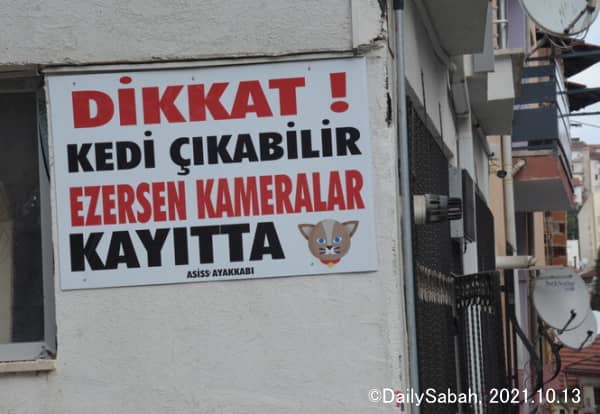 DİKKAT !
KEDİ ÇIKABİLİR
EZERSEN KAMERALAR
KAYITTA
ASİSS AYAKKABI
©DailySabah, 2021.10.13